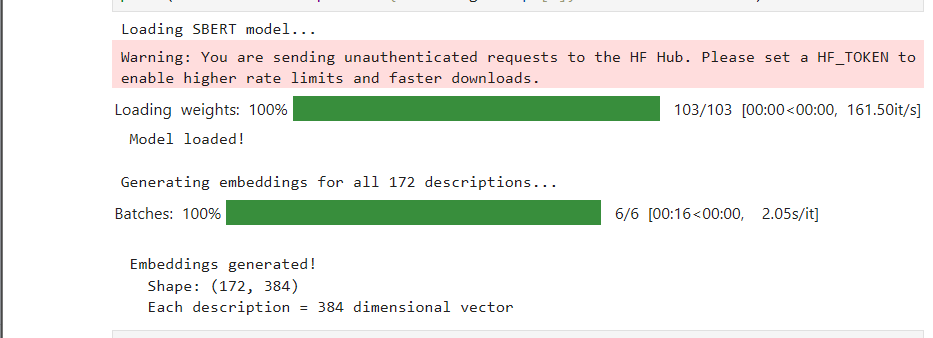 Loading SBERT model...
Warning: You are sending unauthenticated requests to the HF Hub. Please set a HF_TOKEN to
enable higher rate limits and faster downloads.
Loading weights: 100% 103/103 [00:00<00:00, 161.50it/s]
Model loaded!
Generating embeddings for all 172 descriptions...
Batches: 100% 6/6 [00:16<00:00, 2.05s/it]
Embeddings generated!
Shape: (172, 384)
Each description = 384 dimensional vector